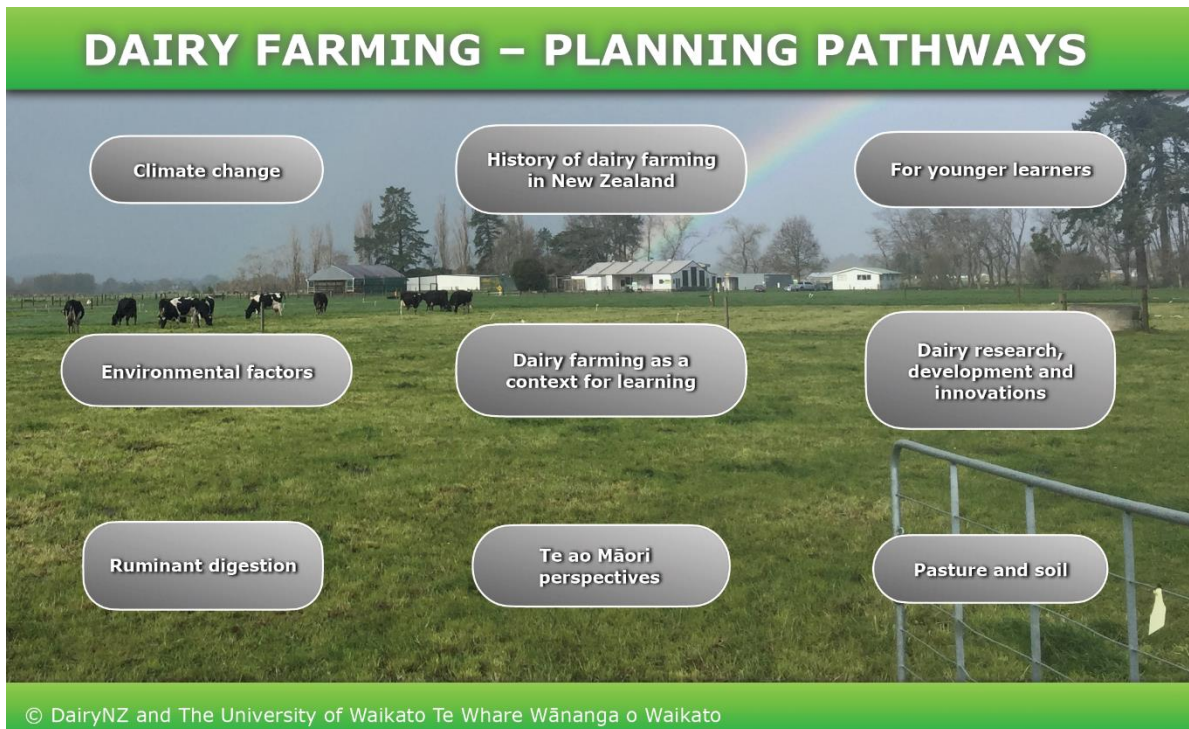 DAIRY FARMING – PLANNING PATHWAYS
Climate change
History of dairy farming
in New Zealand
For younger learners
Environmental factors
Dairy farming as a
context for learning
Dairy research,
development and
innovations
Ruminant digestion
Te ao Māori
perspectives
Pasture and soil
© DairyNZ and The University of Waikato Te Whare Wānanga o Waikato